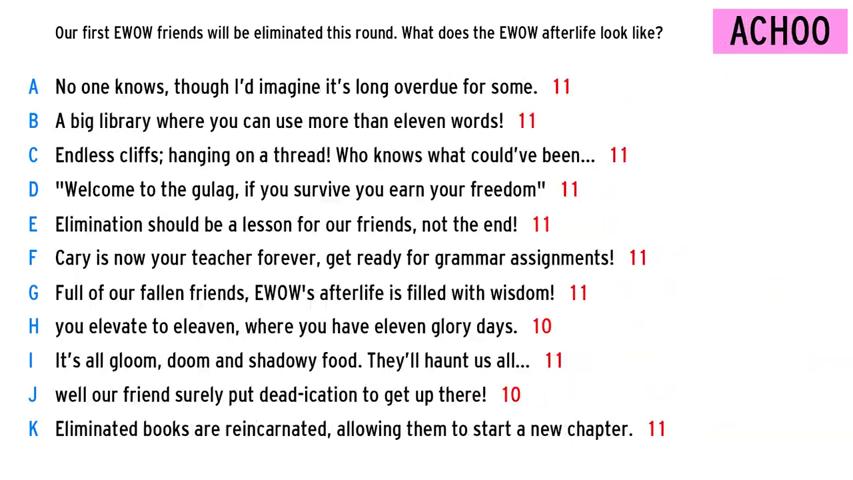 Our first EWOW friends will be eliminated this round. What does the EWOW afterlife look like?
ACHOO
A No one knows, though I'd imagine it's long overdue for some. 11
B A big library where you can use more than eleven words! 11
C Endless cliffs; hanging on a thread! Who knows what could've been... 11
D "Welcome to the gulag, if you survive you earn your freedom" 11
E Elimination should be a lesson for our friends, not the end! 11
F Cary is now your teacher forever, get ready for grammar assignments! 11
G Full of our fallen friends, EWOW's afterlife is filled with wisdom! 11
H you elevate to eleaven, where you have eleven glory days. 10
I It's all gloom, doom and shadowy food. They'll haunt us all... 11
J well our friend surely put dead-ication to get up there! 10
K Eliminated books are reincarnated, allowing them to start a new chapter. 11